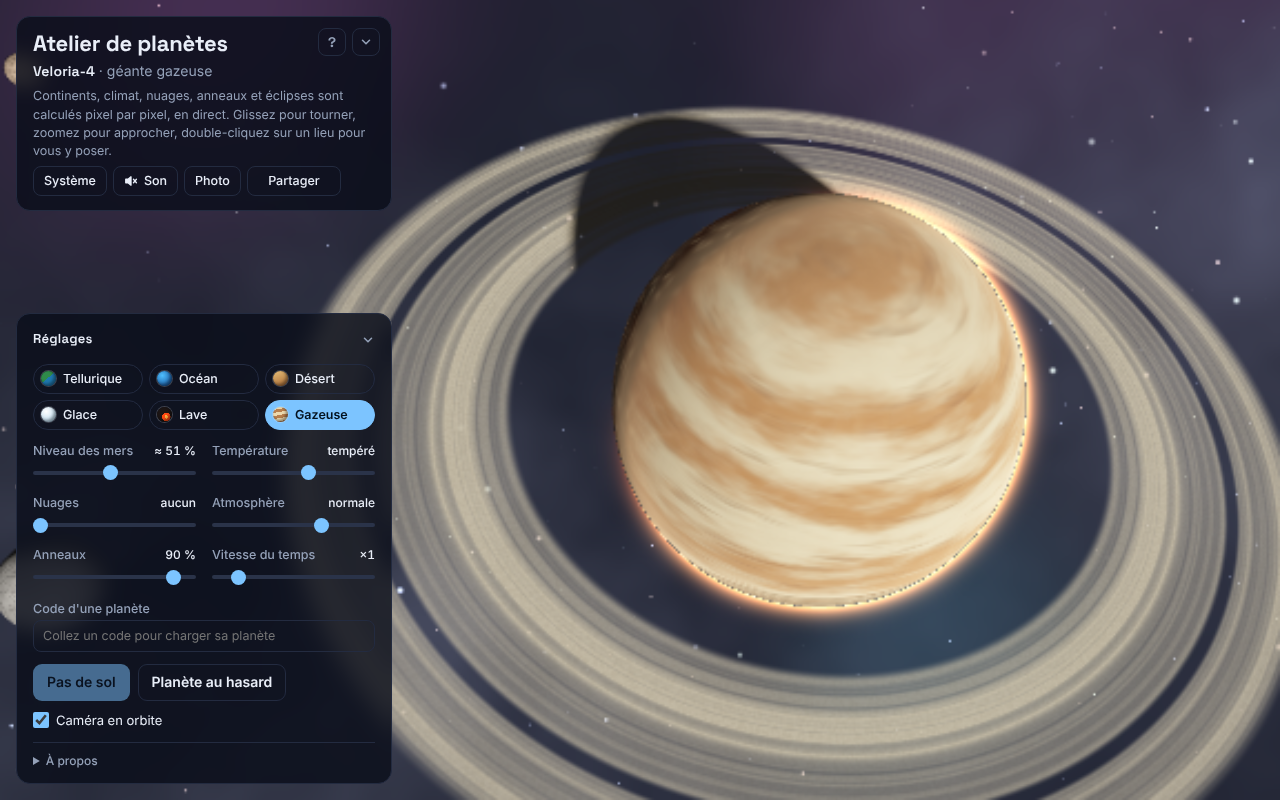 Atelier de planètes
?
Veloria-4 · géante gazeuse
Continents, climat, nuages, anneaux et éclipses sont
calculés pixel par pixel, en direct. Glissez pour tourner,
zoomez pour approcher, double-cliquez sur un lieu pour
vous y poser.
Système
Son
Photo
Partager
Réglages
Tellurique
Océan
Désert
Glace
Lave
Gazeuse
Niveau des mers ≈ 51 %
Température tempéré
Nuages aucun
Atmosphère normale
Anneaux 90 %
Vitesse du temps ×1
Code d'une planète
Collez un code pour charger sa planète
Pas de sol
Planète au hasard
Caméra en orbite
À propos